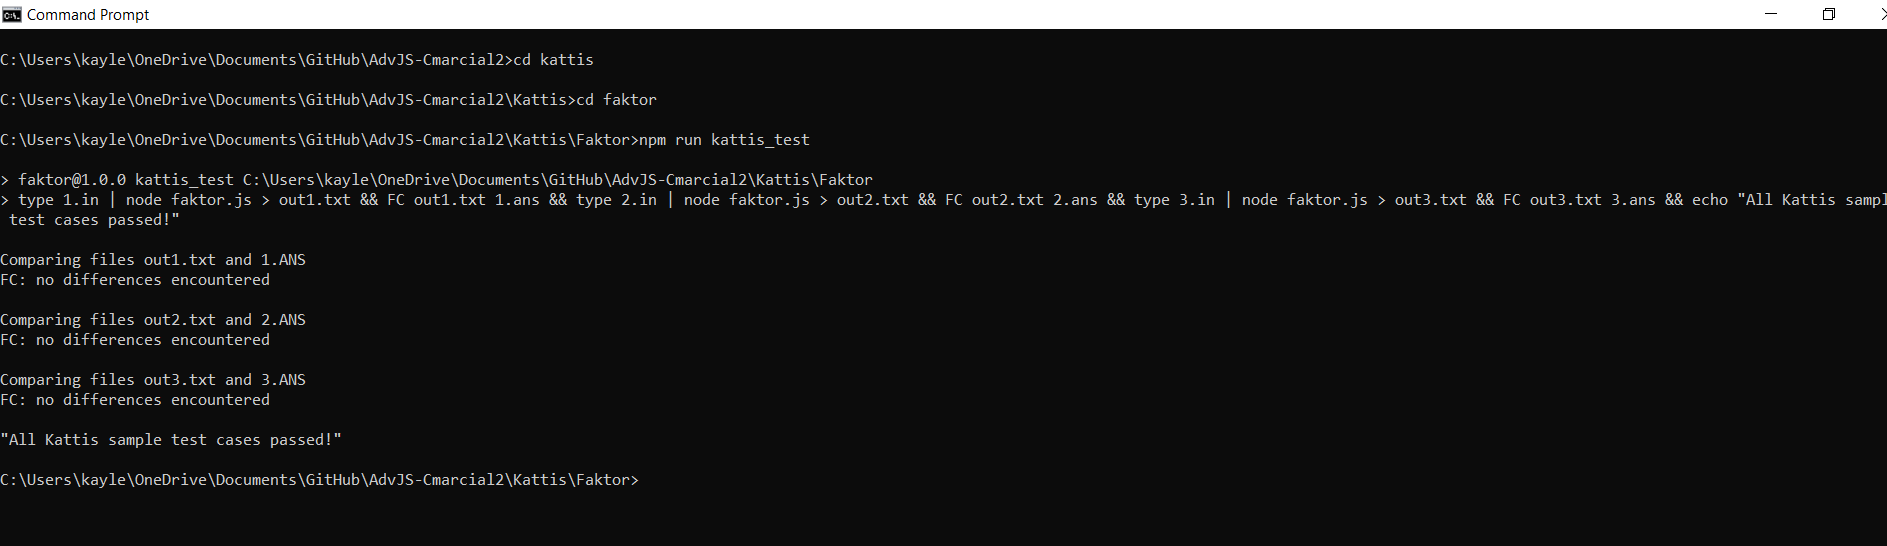 Command Prompt
C:\Users\kayle\OneDrive\Documents\GitHub\AdvJS-Cmarcial2>cd kattis
C:\Users\kayle\OneDrive\Documents\GitHub\AdvJS-Cmarcial2\Kattis>cd faktor
C:\Users\kayle\OneDrive\Documents\GitHub\AdvJS-Cmarcial2\Kattis\Faktor>npm run kattis_test
> faktor@1.0.0 kattis_test C:\Users\kayle\OneDrive\Documents\GitHub\AdvJS-Cmarcial2\Kattis\Faktor
> type 1.in | node faktor.js > out1.txt && FC out1.txt 1.ans && type 2.in | node faktor.js > out2.txt && FC out2.txt 2.ans && type 3.in | node faktor.js > out3.txt && FC out3.txt 3.ans && echo "All Kattis sampl
test cases passed!"
Comparing files out1.txt and 1.ANS
FC: no differences encountered
Comparing files out2.txt and 2.ANS
FC: no differences encountered
Comparing files out3.txt and 3.ANS
FC: no differences encountered
"All Kattis sample test cases passed!"
C:\Users\kayle\OneDrive\Documents\GitHub\AdvJS-Cmarcial2\Kattis\Faktor>